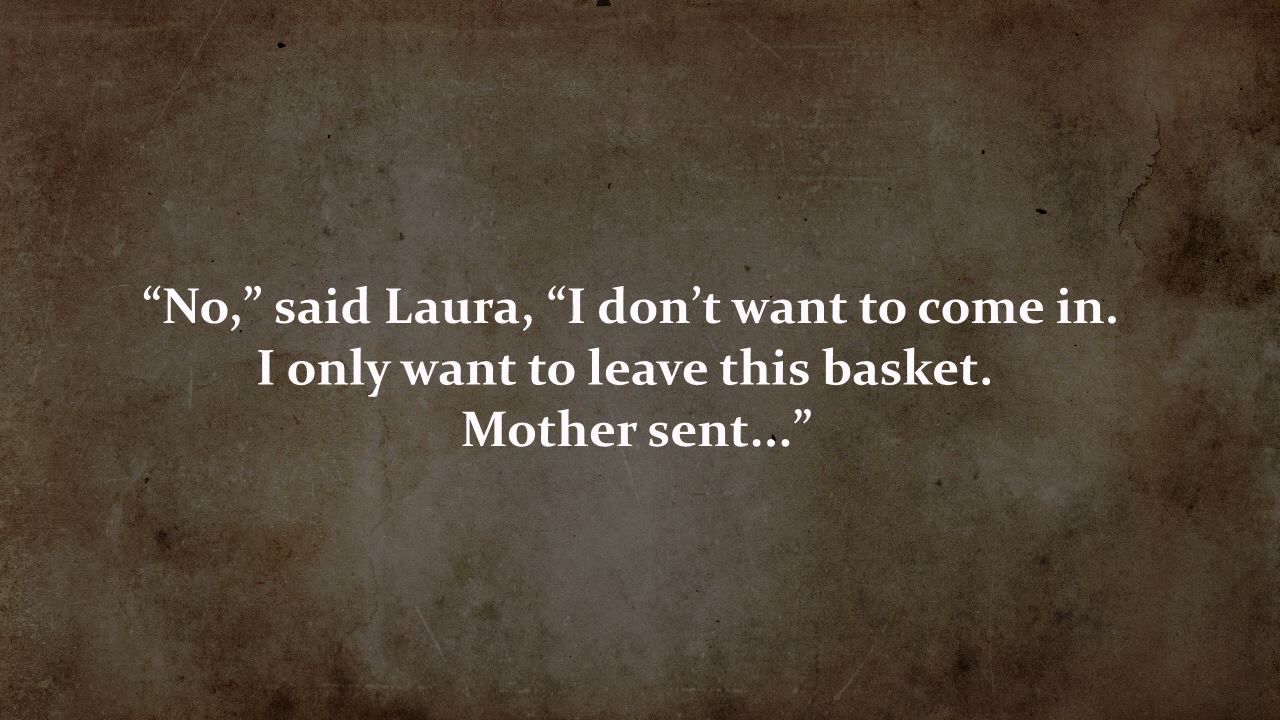 “No,” said Laura, “I don’t want to come in.
I only want to leave this basket.
Mother sent...”